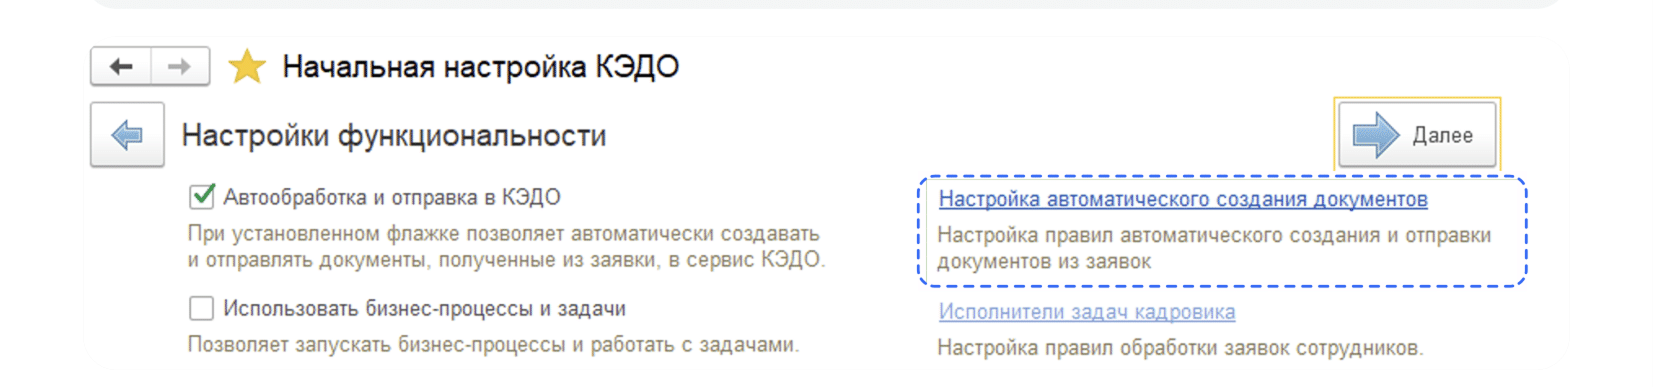 Начальная настройка КЭДО
Настройки функциональности
Далее
Автообработка и отправка в КЭДО
При установленном флажке позволяет автоматически создавать
и отправлять документы, полученные из заявки, в сервис КЭДО.
Настройка автоматического создания документов
Настройка правил автоматического создания и отправки
документов из заявок
Использовать бизнес-процессы и задачи
Позволяет запускать бизнес-процессы и работать с задачами.
Исполнители задач кадровика
Настройка правил обработки заявок сотрудников.